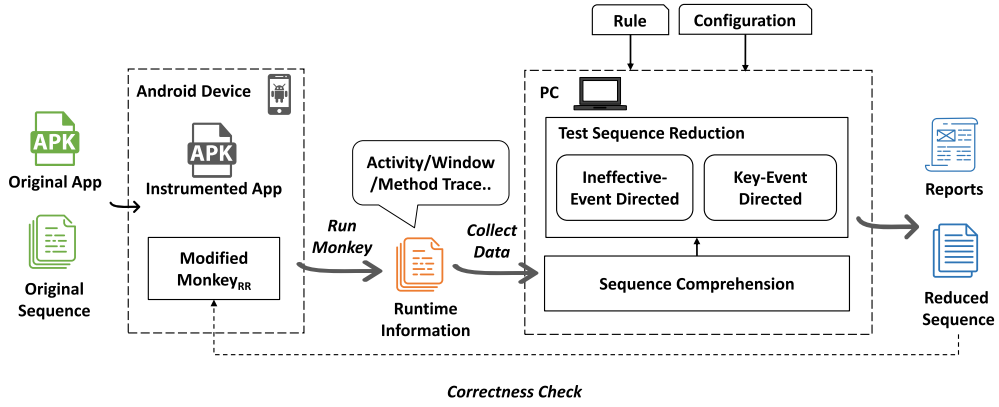 Rule
Configuration
Android Device
PC
APK
Original App
APK
Instrumented App
Activity/Window
/Method Trace..
Test Sequence Reduction
Ineffective-
Event Directed
Key-Event
Directed
Reports
Original
Sequence
Modified
MonkeyRR
Run
Monkey
Runtime
Information
Collect
Data
Sequence Comprehension
Reduced
Sequence
Correctness Check